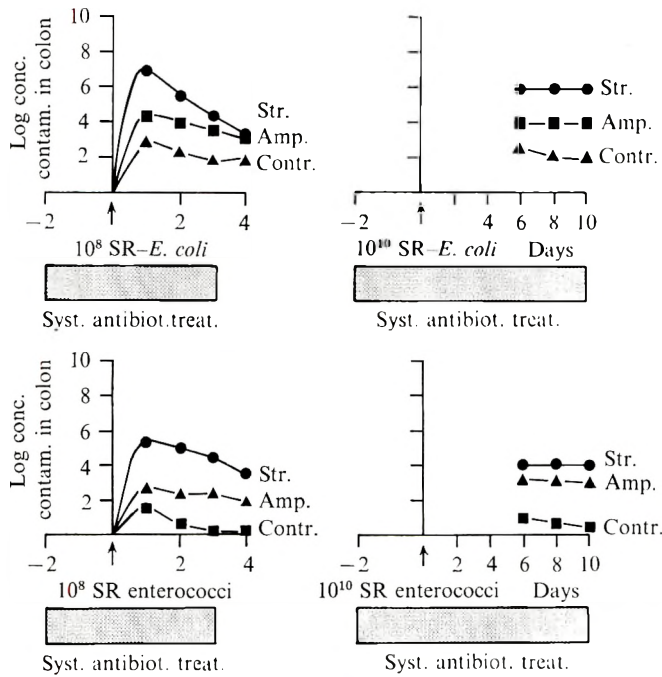 Log conc.
contam. in colon
10
8
6
4
2
Str.
Amp.
Contr.
−2
2
4
10⁸ SR–E. coli
Syst. antibiot.treat.
Str.
Amp.
Contr.
−2
4
6
8
10
10¹⁰ SR–E. coli Days
Syst. antibiot. treat.
Log conc.
contam. in colon
10
8
6
4
2
Str.
Amp.
Contr.
−2
0
2
4
10⁸ SR enterococci
Syst. antibiot. treat.
Str.
Amp.
Contr.
−2
0
2
4
6
8
10
10¹⁰ SR enterococci Days
Syst. antibiot. treat.